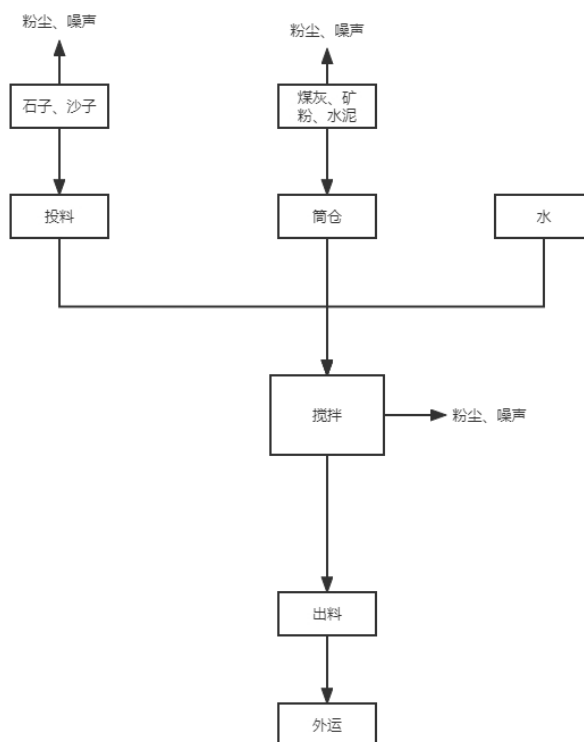 粉尘、噪声
粉尘、噪声
石子、沙子
煤灰、矿
粉、水泥
投料
筒仓
水
搅拌
粉尘、噪声
出料
外运